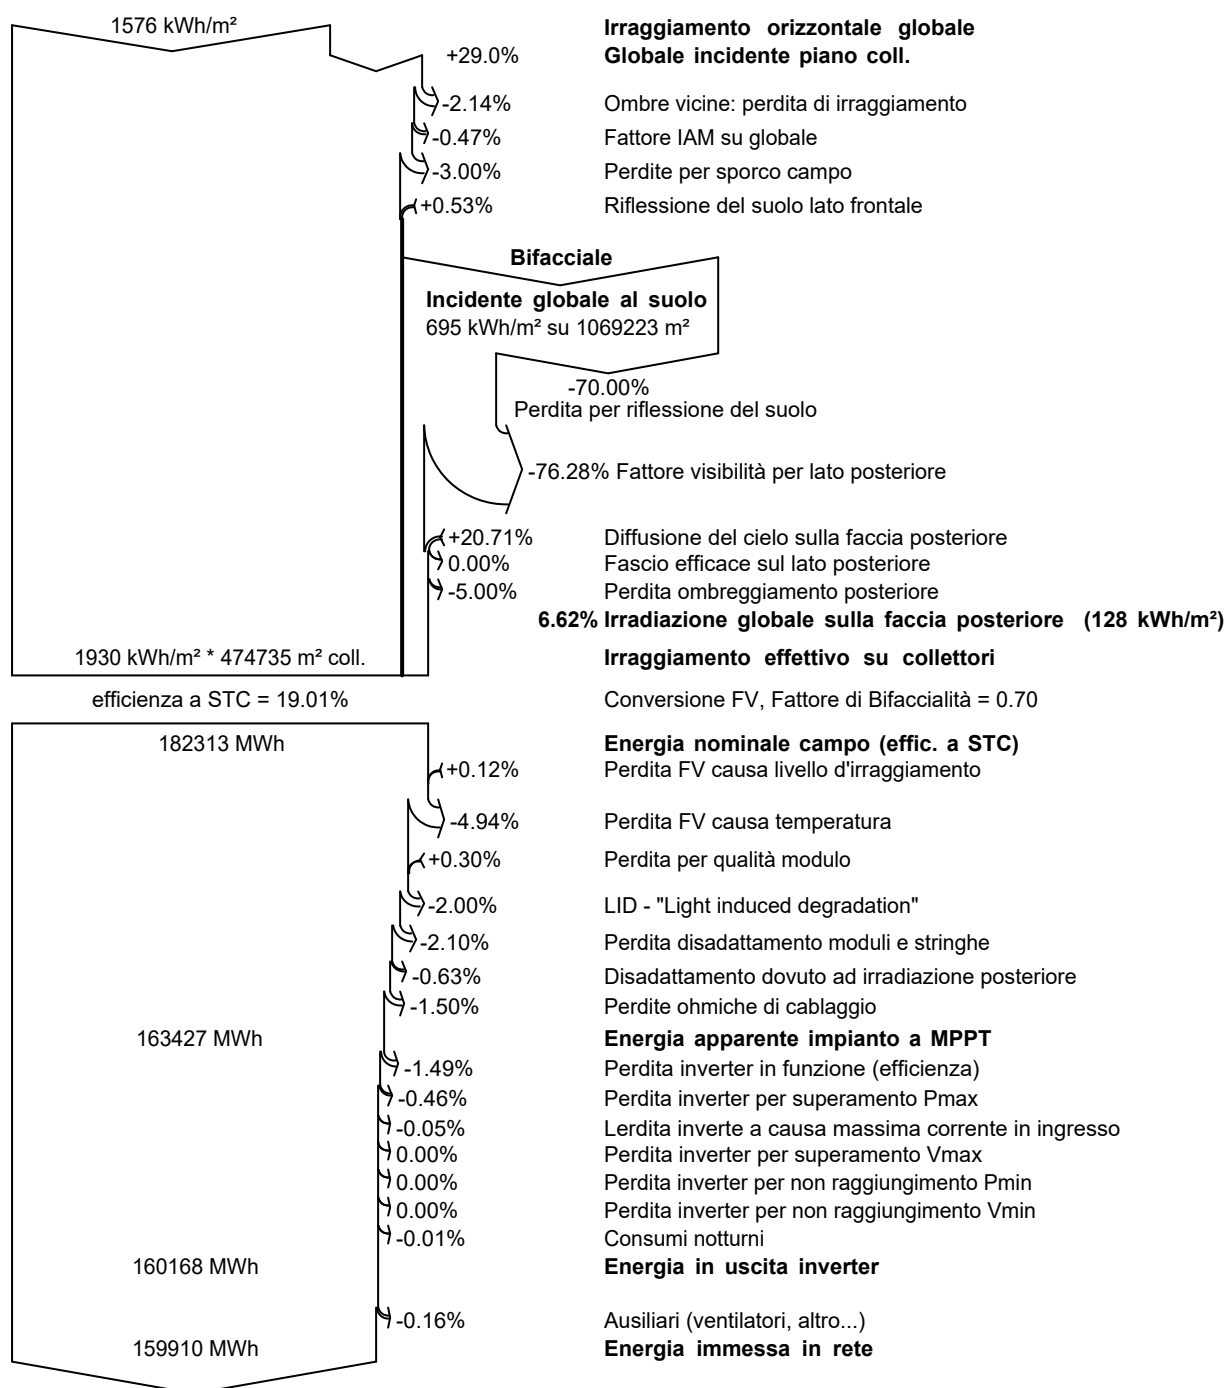 1576 kWh/m² Irraggiamento orizzontale globale
+29.0% Globale incidente piano coll.
-2.14% Ombre vicine: perdita di irraggiamento
-0.47% Fattore IAM su globale
-3.00% Perdite per sporco campo
+0.53% Riflessione del suolo lato frontale
Bifacciale
Incidente globale al suolo
695 kWh/m² su 1069223 m²
-70.00%
Perdita per riflessione del suolo
-76.28% Fattore visibilità per lato posteriore
+20.71% Diffusione del cielo sulla faccia posteriore
0.00% Fascio efficace sul lato posteriore
-5.00% Perdita ombreggiamento posteriore
6.62% Irradiazione globale sulla faccia posteriore (128 kWh/m²)
1930 kWh/m² * 474735 m² coll. Irraggiamento effettivo su collettori
efficienza a STC = 19.01% Conversione FV, Fattore di Bifaccialità = 0.70
182313 MWh Energia nominale campo (effic. a STC)
+0.12% Perdita FV causa livello d'irraggiamento
-4.94% Perdita FV causa temperatura
+0.30% Perdita per qualità modulo
-2.00% LID - "Light induced degradation"
-2.10% Perdita disadattamento moduli e stringhe
-0.63% Disadattamento dovuto ad irradiazione posteriore
-1.50% Perdite ohmiche di cablaggio
163427 MWh Energia apparente impianto a MPPT
-1.49% Perdita inverter in funzione (efficienza)
-0.46% Perdita inverter per superamento Pmax
-0.05% Lerdita inverte a causa massima corrente in ingresso
0.00% Perdita inverter per superamento Vmax
0.00% Perdita inverter per non raggiungimento Pmin
0.00% Perdita inverter per non raggiungimento Vmin
-0.01% Consumi notturni
160168 MWh Energia in uscita inverter
-0.16% Ausiliari (ventilatori, altro...)
159910 MWh Energia immessa in rete